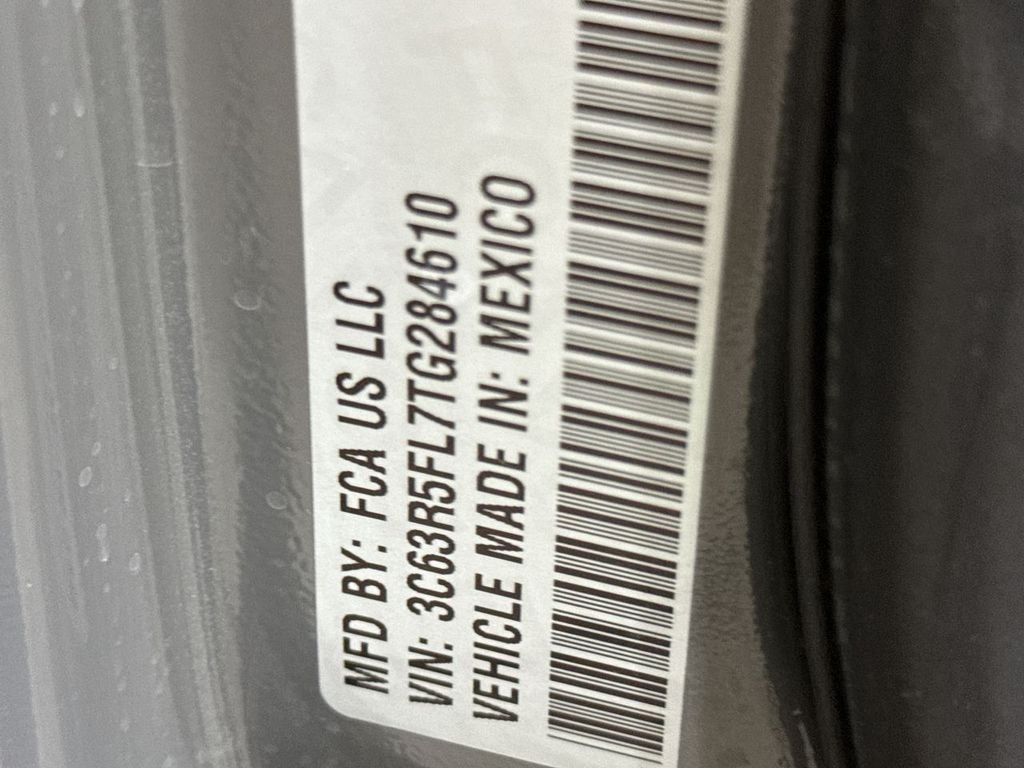 MFD BY: FCA US LLC
VIN: 3C63R5FL7TG284610
VEHICLE MADE IN: MEXICO